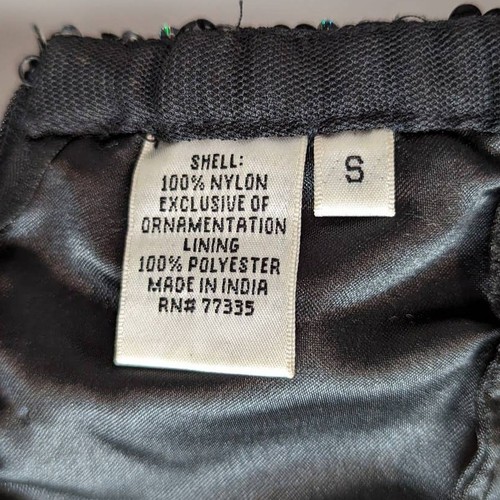 SHELL:
100% NYLON
EXCLUSIVE OF
ORNAMENTATION
LINING
100% POLYESTER
MADE IN INDIA
RN# 77335
S